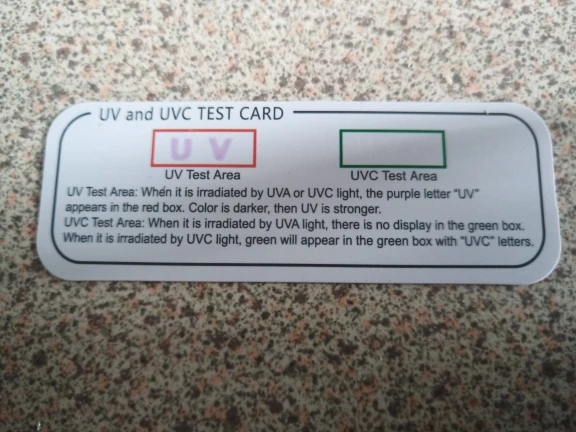 UV and UVC TEST CARD
U V
UV Test Area
UVC Test Area
UV Test Area: When it is irradiated by UVA or UVC light, the purple letter "UV"
appears in the red box. Color is darker, then UV is stronger.
UVC Test Area: When it is irradiated by UVA light, there is no display in the green box.
When it is irradiated by UVC light, green will appear in the green box with "UVC" letters.